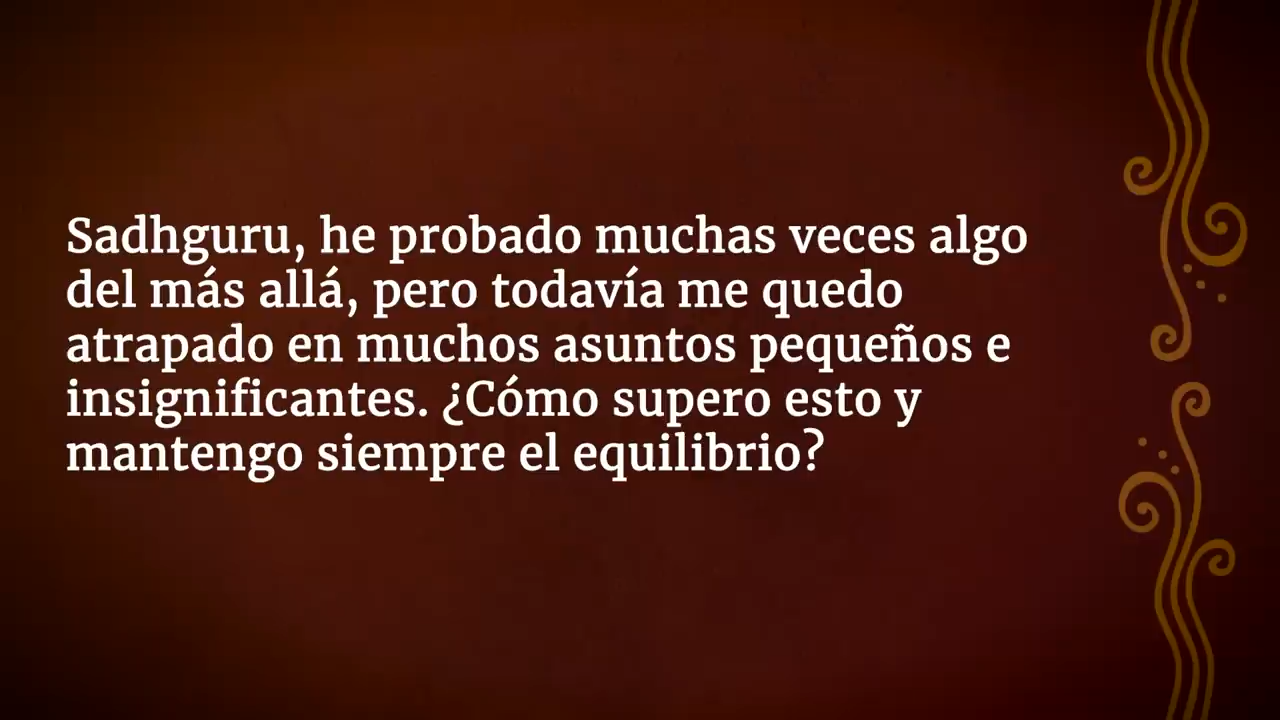 Sadhguru, he probado muchas veces algo
del más allá, pero todavía me quedo
atrapado en muchos asuntos pequeños e
insignificantes. ¿Cómo supero esto y
mantengo siempre el equilibrio?